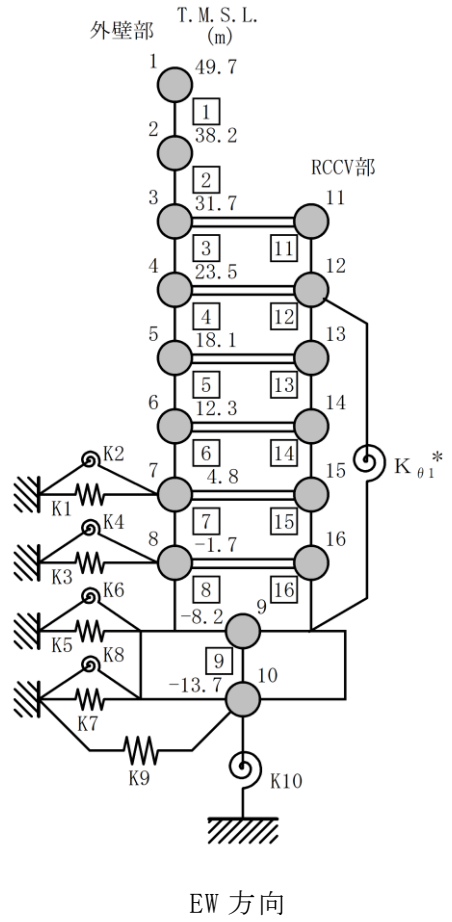 T.M.S.L.
外壁部 (m)
1 49.7
1
2 38.2
2 RCCV部
3 31.7 11
3 11
4 23.5 12
4 12
5 18.1 13
5 13
6 12.3 14
K2 6 14
7 4.8 15
K1 K4 7 15
8 -1.7 16
K3 K6 8 16
-8.2 9
K5 K8 9
-13.7 10
K7
K9 K10
Kθ1*
EW 方向